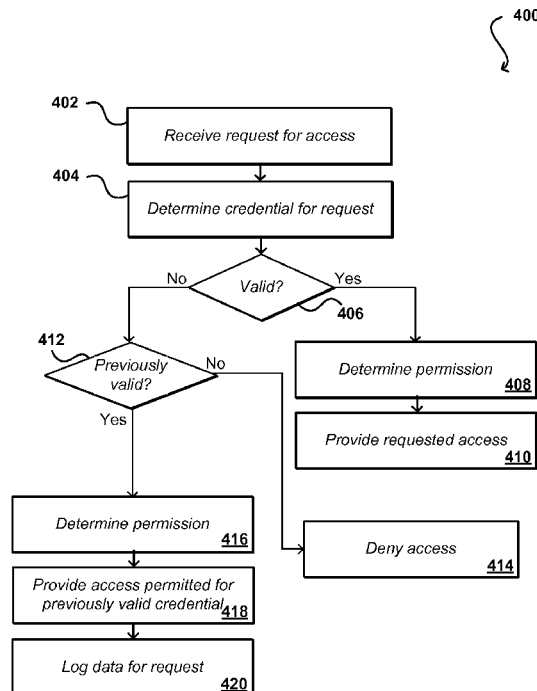 400
402
Receive request for access
404
Determine credential for request
No
Valid?
Yes
406
412
Previously
valid?
No
Yes
Determine permission
408
Provide requested access
410
Determine permission
416
Deny access
414
Provide access permitted for
previously valid credential
418
Log data for request
420